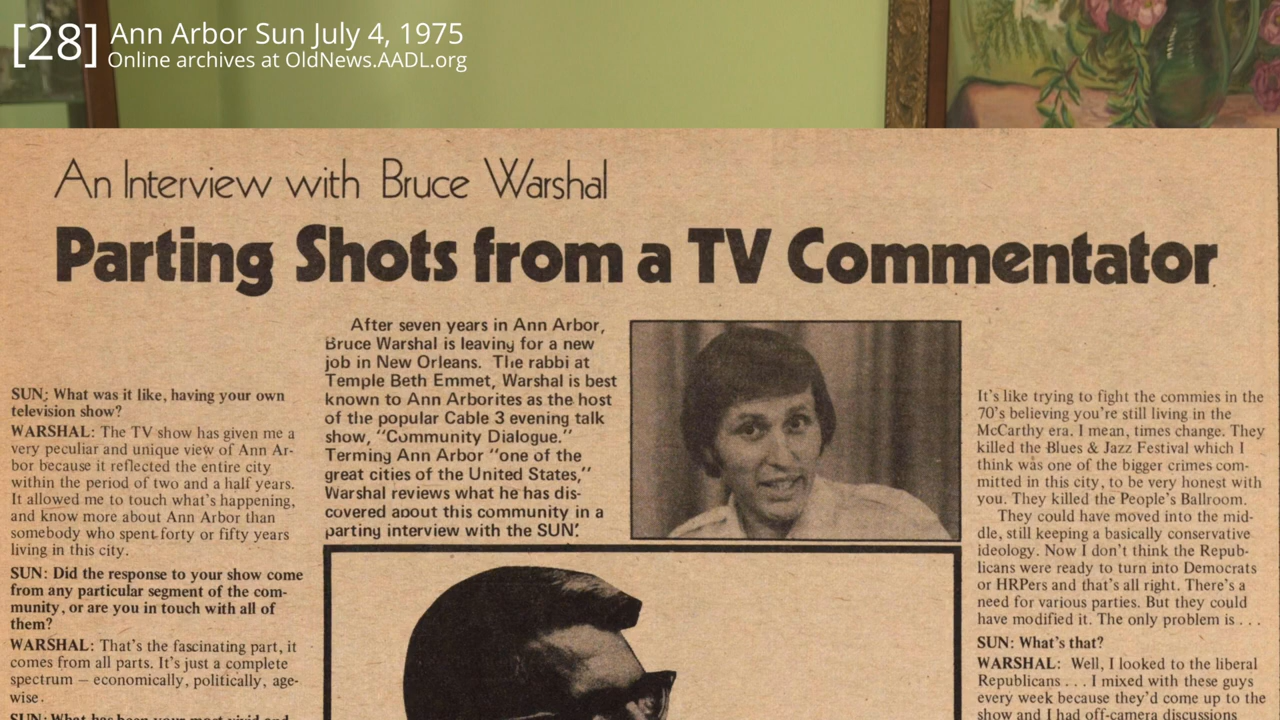 [28] Ann Arbor Sun July 4, 1975
Online archives at OldNews.AADL.org
An Interview with Bruce Warshal
Parting Shots from a TV Commentator
After seven years in Ann Arbor,
Bruce Warshal is leaving for a new
job in New Orleans. The rabbi at
Temple Beth Emmet, Warshal is best
known to Ann Arborites as the host
of the popular Cable 3 evening talk
show, "Community Dialogue."
Terming Ann Arbor "one of the
great cities of the United States,"
Warshal reviews what he has dis-
covered about this community in a
parting interview with the SUN.
SUN: What was it like, having your own
television show?
WARSHAL: The TV show has given me a
very peculiar and unique view of Ann Ar-
bor because it reflected the entire city
within the period of two and a half years.
It allowed me to touch what's happening,
and know more about Ann Arbor than
somebody who spent forty or fifty years
living in this city.
SUN: Did the response to your show come
from any particular segment of the com-
munity, or are you in touch with all of
them?
WARSHAL: That's the fascinating part, it
comes from all parts. It's just a complete
spectrum – economically, politically, age-
wise.
SUN: What has been your most vivid and
It's like trying to fight the commies in the
70's believing you're still living in the
McCarthy era. I mean, times change. They
killed the Blues & Jazz Festival which I
think was one of the bigger crimes com-
mitted in this city, to be very honest with
you. They killed the People's Ballroom.
They could have moved into the mid-
dle, still keeping a basically conservative
ideology. Now I don't think the Repub-
licans were ready to turn into Democrats
or HRPers and that's all right. There's a
need for various parties. But they could
have modified it. The only problem is . . .
SUN: What's that?
WARSHAL: Well, I looked to the liberal
Republicans . . . I mixed with these guys
every week because they'd come up to the
show and I had off-camera discussions